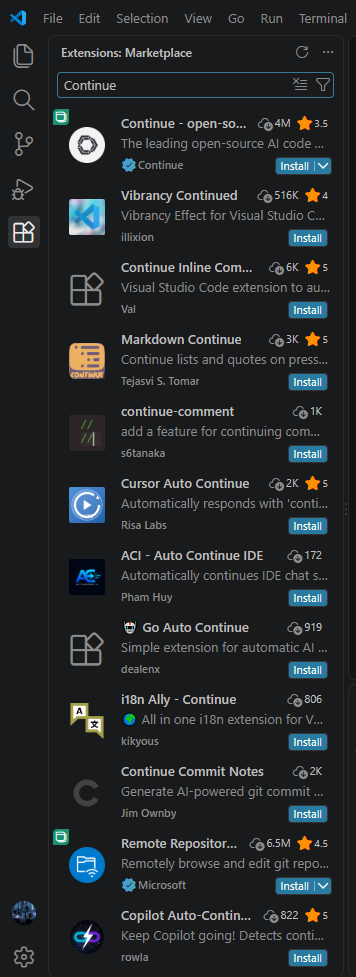 File Edit Selection View Go Run Terminal
Extensions: Marketplace
Continue
Continue - open-so... 4M 3.5
The leading open-source AI code ...
Continue Install
Vibrancy Continued 516K 4
Vibrancy Effect for Visual Studio C...
illixion Install
Continue Inline Com... 6K 5
Visual Studio Code extension to au...
Val Install
Markdown Continue 3K 5
Continue lists and quotes on press...
CONTINUE
Tejasvi S. Tomar Install
continue-comment 1K
add a feature for continuing com...
//
//
s6tanaka Install
Cursor Auto Continue 2K 5
Automatically responds with 'conti...
Risa Labs Install
ACI - Auto Continue IDE 172
Automatically continues IDE chat s...
Pham Huy Install
Go Auto Continue 919
Simple extension for automatic AI ...
dealenx Install
i18n Ally - Continue 806
A 文
All in one i18n extension for V...
kikyous Install
Continue Commit Notes 2K
C
Generate AI-powered git commit ...
Jim Ownby Install
Remote Repositor... 6.5M 4.5
Remotely browse and edit git repo...
Microsoft Install
Copilot Auto-Contin... 822 5
Keep Copilot going! Detects conti...
rowla Install